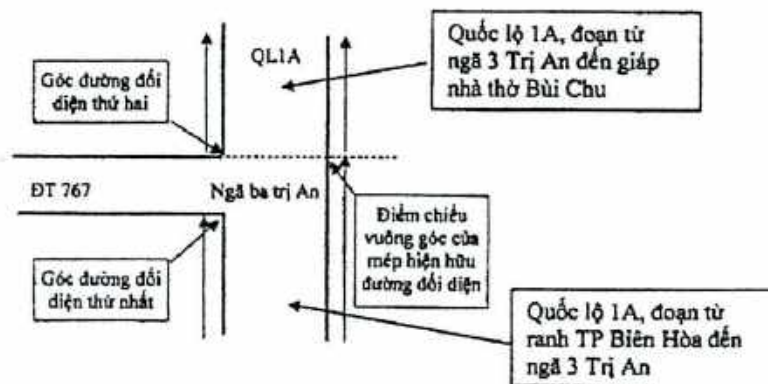 QL1A
Quốc lộ 1A, đoạn từ
ngã 3 Trị An đến giáp
nhà thờ Bùi Chu
Góc đường đối
diện thứ hai
ĐT 767
Ngã ba trị An
Điểm chiếu
vuông góc của
mép hiện hữu
đường đối diện
Góc đường đối
diện thứ nhất
Quốc lộ 1A, đoạn từ
ranh TP Biên Hòa đến
ngã 3 Trị An